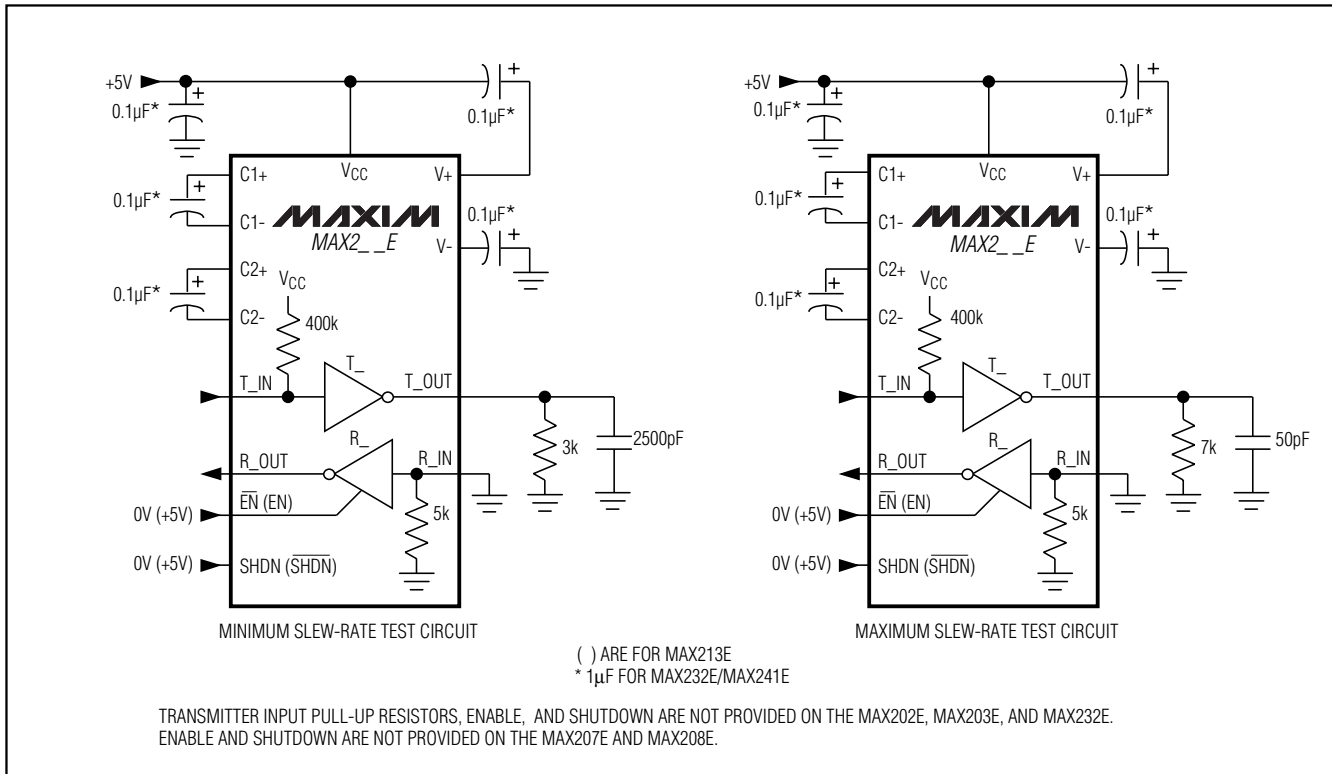 +5V
0.1µF*
+
0.1µF*
+
VCC
V+
C1+
0.1µF*
+
C1-
MAXIM
MAX2_ _E
0.1µF*
+
V-
C2+
0.1µF*
+
C2-
VCC
400k
T_IN
T_
T_OUT
3k
2500pF
R_OUT
R_
R_IN
5k
0V (+5V)
EN (EN)
0V (+5V)
SHDN (SHDN)
MINIMUM SLEW-RATE TEST CIRCUIT
+5V
0.1µF*
+
0.1µF*
+
VCC
V+
C1+
0.1µF*
+
C1-
MAXIM
MAX2_ _E
0.1µF*
+
V-
C2+
0.1µF*
+
C2-
VCC
400k
T_IN
T_
T_OUT
7k
50pF
R_OUT
R_
R_IN
5k
0V (+5V)
EN (EN)
0V (+5V)
SHDN (SHDN)
MAXIMUM SLEW-RATE TEST CIRCUIT
( ) ARE FOR MAX213E
* 1µF FOR MAX232E/MAX241E
TRANSMITTER INPUT PULL-UP RESISTORS, ENABLE, AND SHUTDOWN ARE NOT PROVIDED ON THE MAX202E, MAX203E, AND MAX232E.
ENABLE AND SHUTDOWN ARE NOT PROVIDED ON THE MAX207E AND MAX208E.